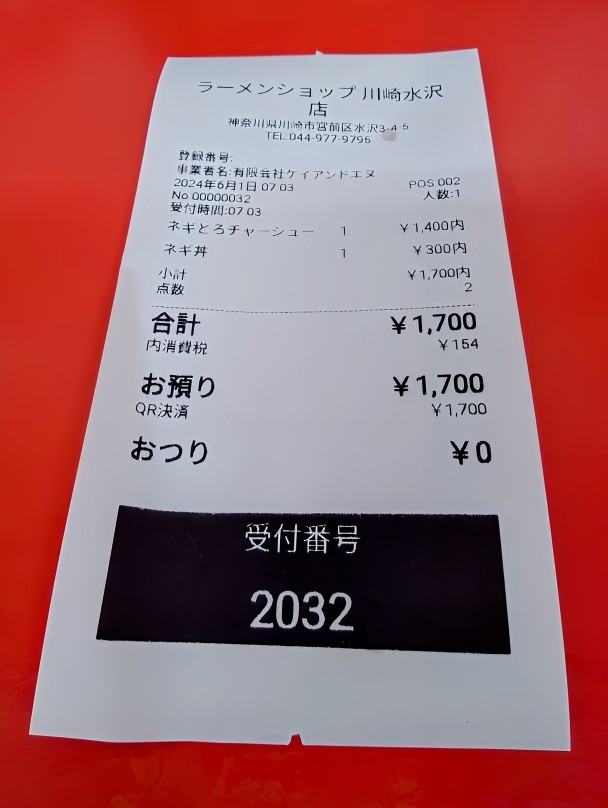 ラーメンショップ 川崎水沢
店
神奈川県川崎市宮前区水沢3-4-5
TEL.044-977-9795
登録番号:
事業者名:有限会社ケイアンドエヌ
2024年6月1日 07:03 POS:002
No.00000032 人数:1
受付時間:07:03
ネギとろチャーシュー 1 ¥1,400内
ネギ丼 1 ¥300内
小計 ¥1,700内
点数 2
合計 ¥1,700
内消費税 ¥154
お預り ¥1,700
QR決済 ¥1,700
おつり ¥0
受付番号
2032